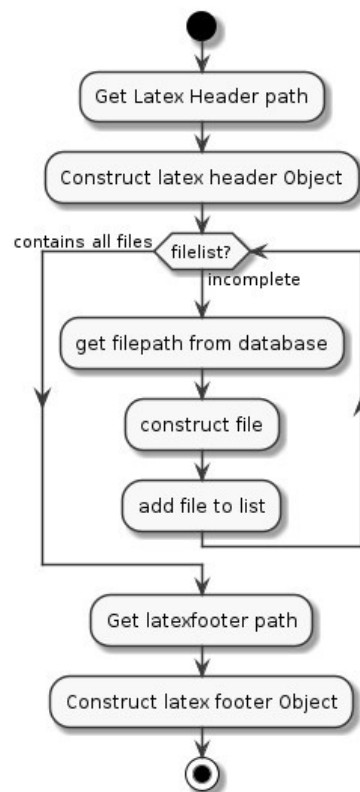 Get Latex Header path
Construct latex header Object
contains all files
filelist?
incomplete
get filepath from database
construct file
add file to list
Get latexfooter path
Construct latex footer Object